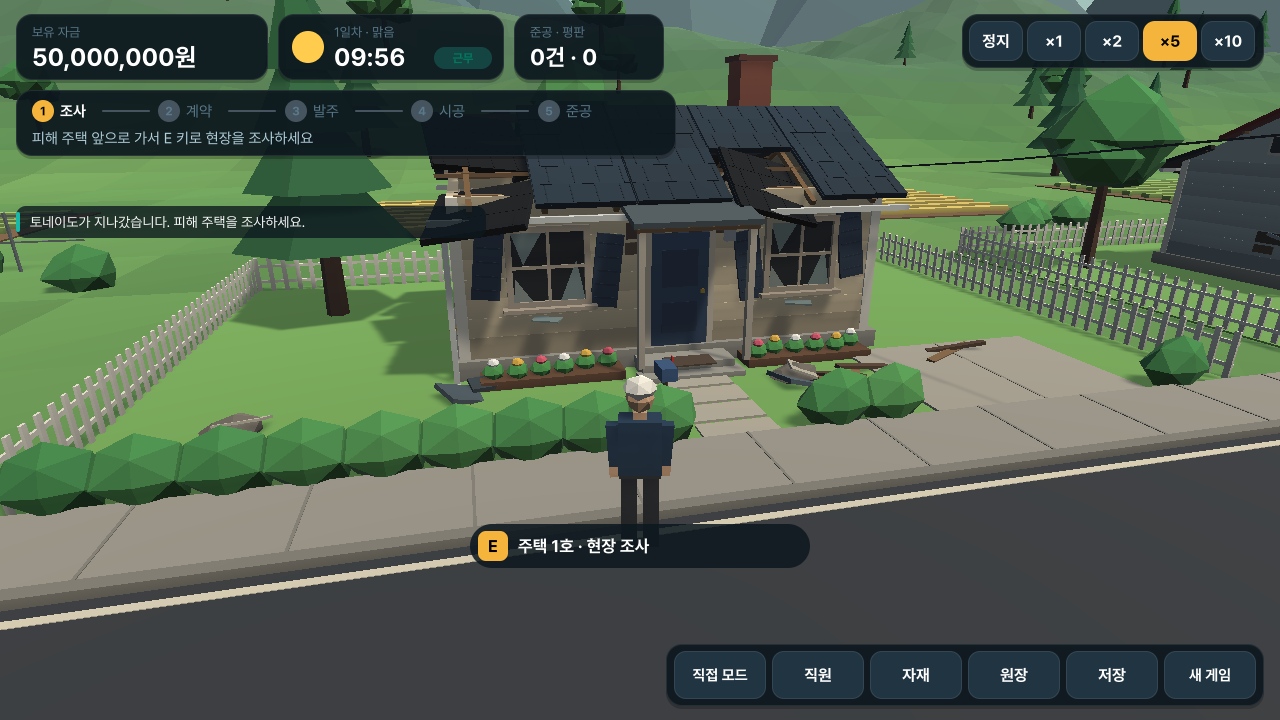 보유 자금
50,000,000원
1일차 · 맑음
09:56
근무
준공 · 평판
0건 · 0
정지
×1
×2
×5
×10
1 조사
2 계약
3 발주
4 시공
5 준공
피해 주택 앞으로 가서 E 키로 현장을 조사하세요
토네이도가 지나갔습니다. 피해 주택을 조사하세요.
E 주택 1호 · 현장 조사
직접 모드
직원
자재
원장
저장
새 게임